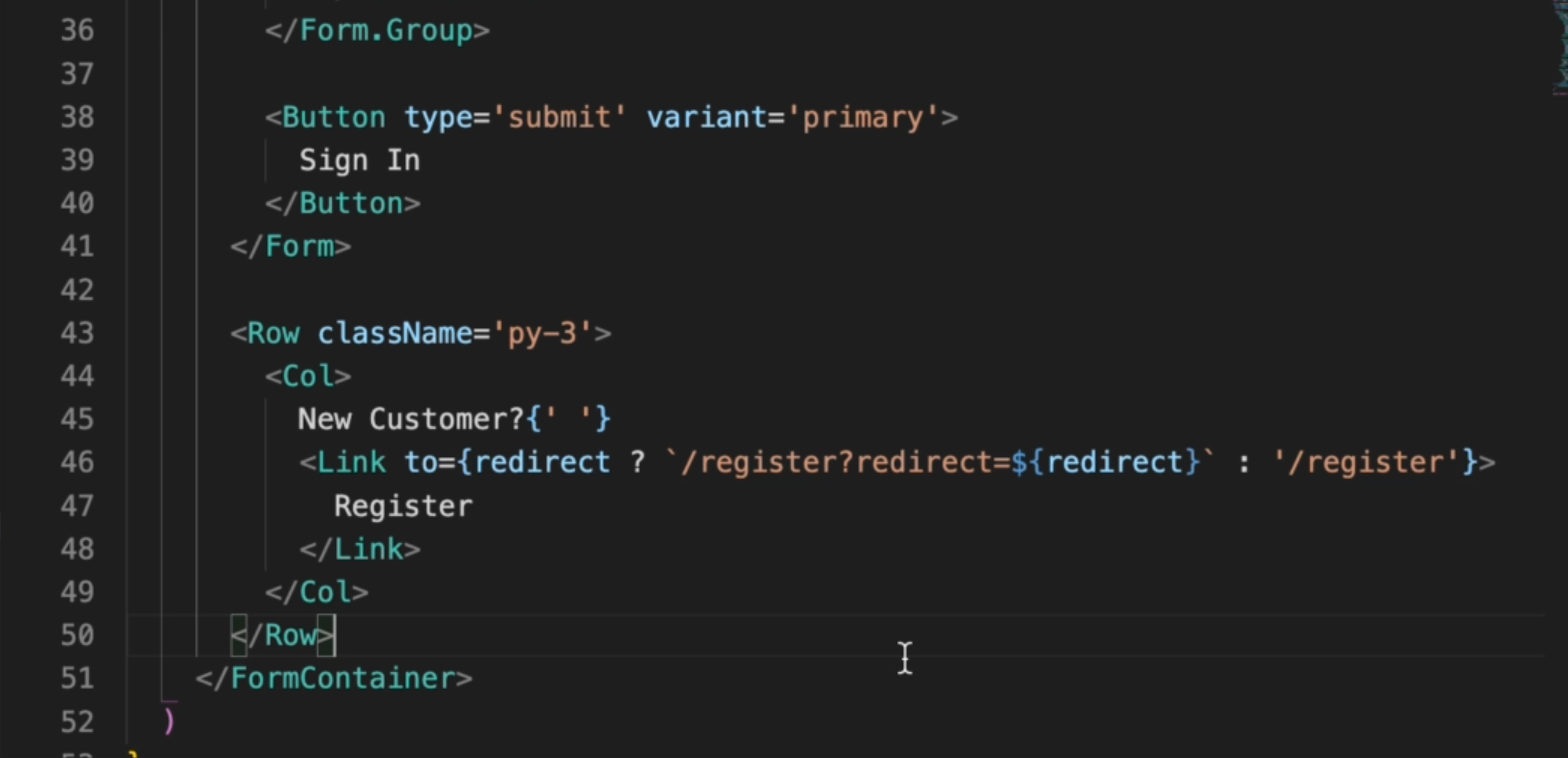 36 </Form.Group>
37
38 <Button type='submit' variant='primary'>
39 Sign In
40 </Button>
41 </Form>
42
43 <Row className='py-3'>
44 <Col>
45 New Customer?{' '}
46 <Link to={redirect ? `/register?redirect=${redirect}` : '/register'}>
47 Register
48 </Link>
49 </Col>
50 </Row>
51 </FormContainer>
52 )